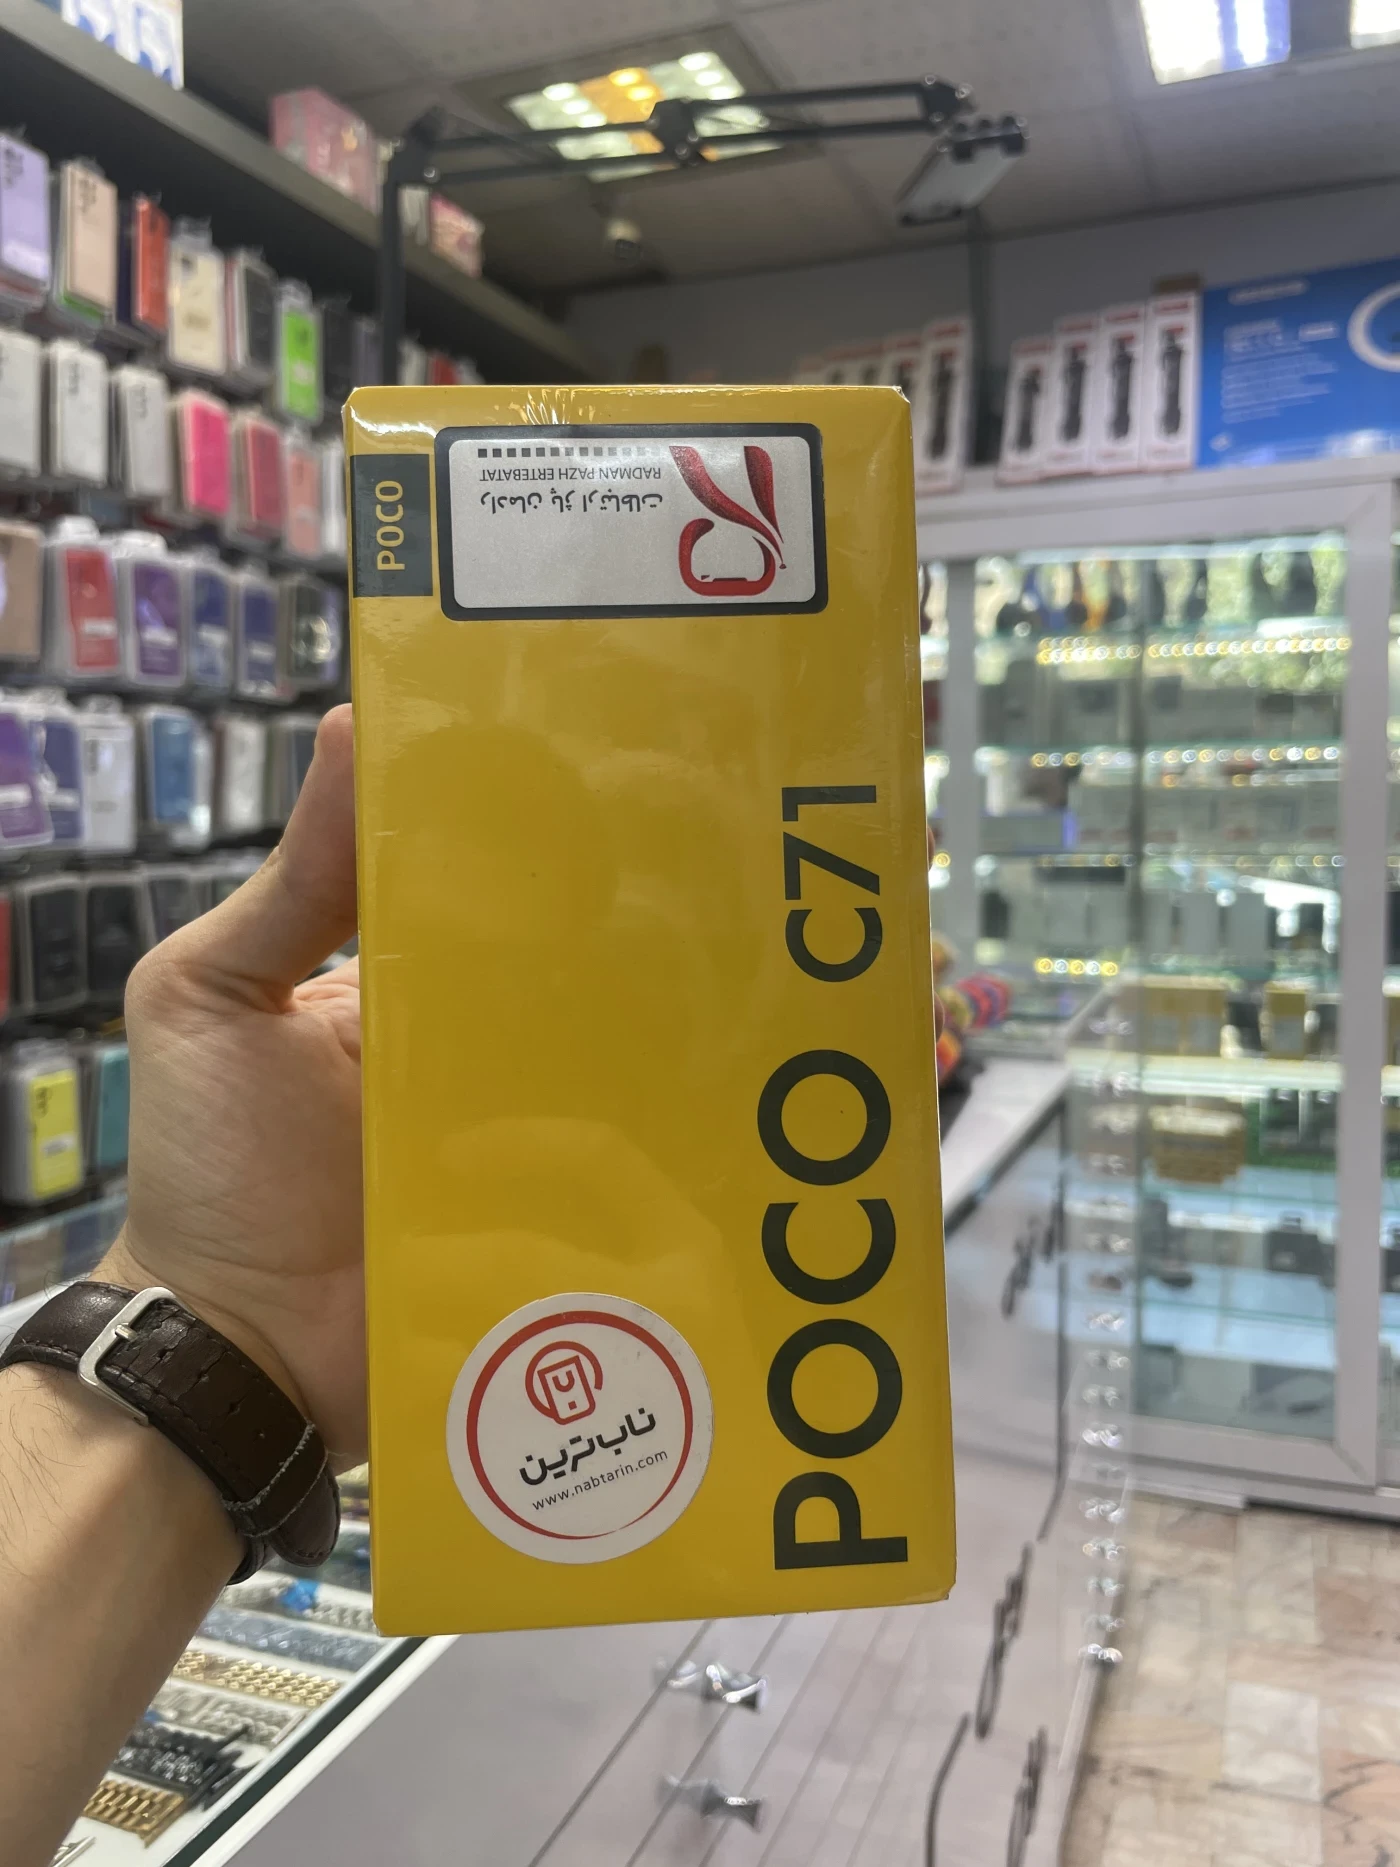 POCO
رادمان پاژ ارتباطات
RADMAN PAZH ERTEBATAT
POCO C71
ناب‌ترین
www.nabtarin.com